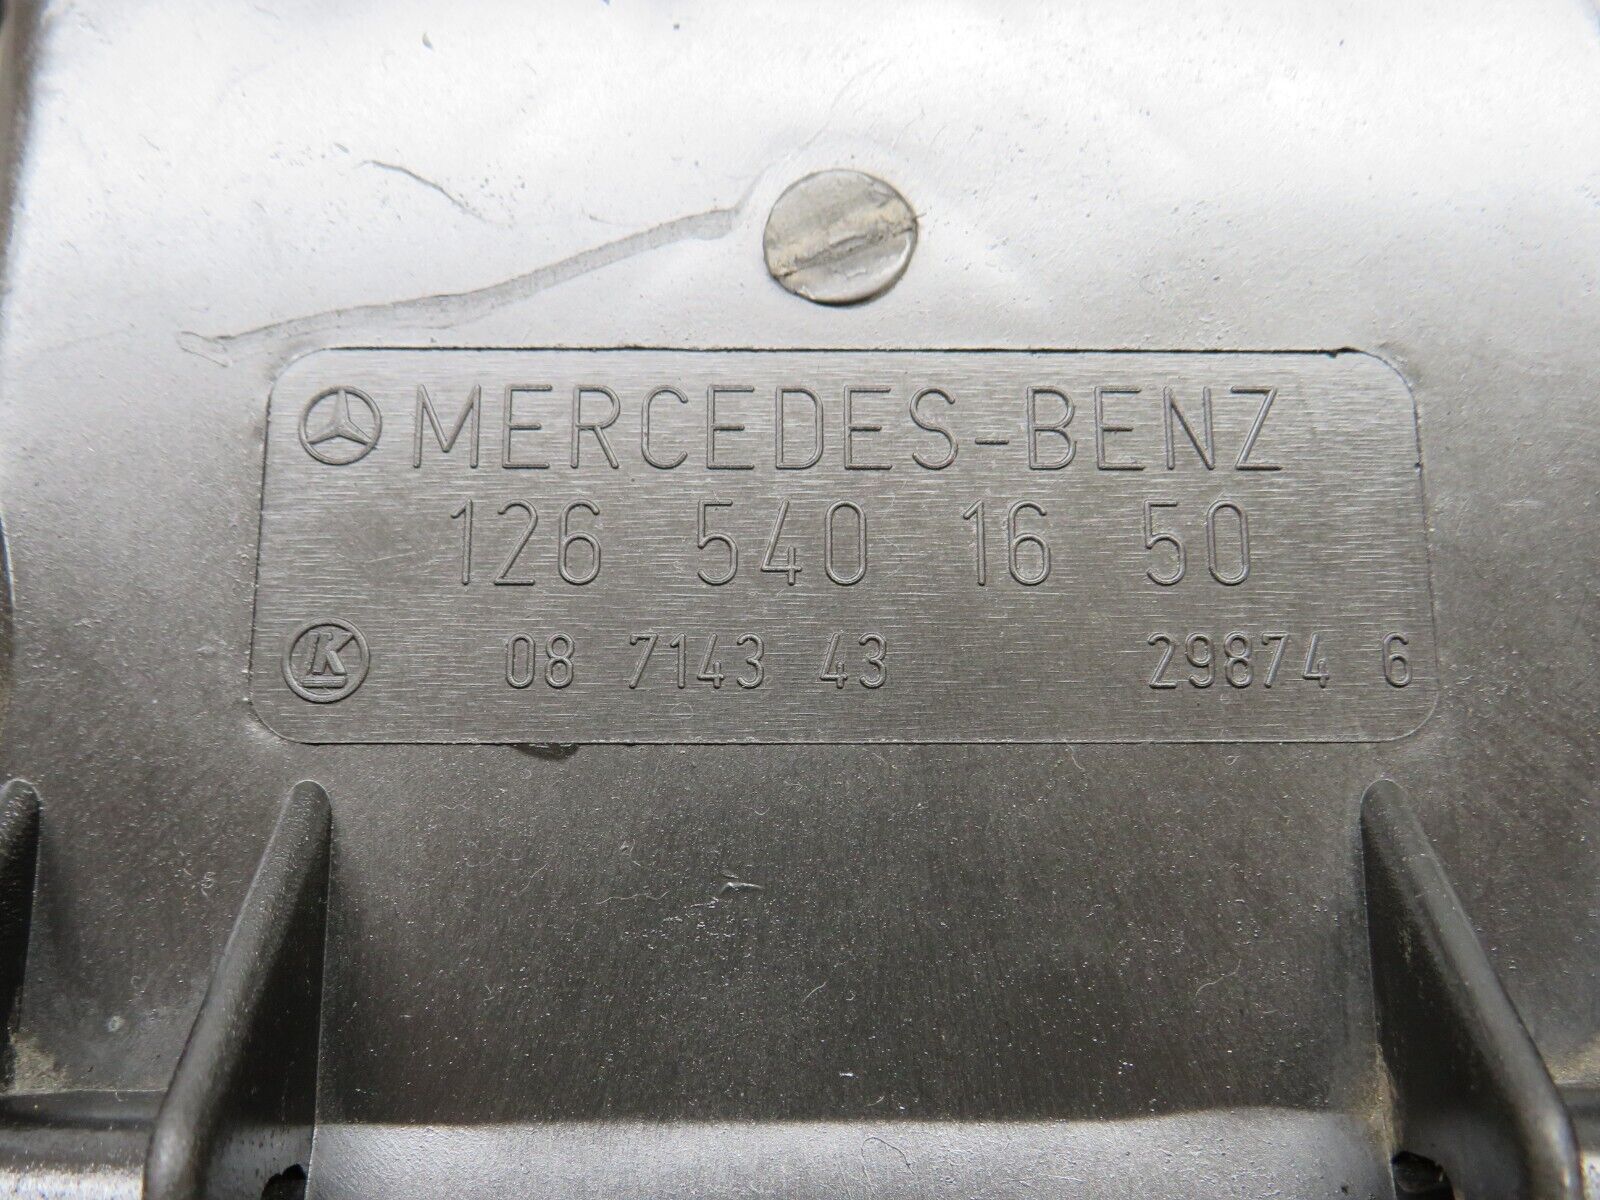 MERCEDES-BENZ
126 540 16 50
K 08 7143 43 29874 6